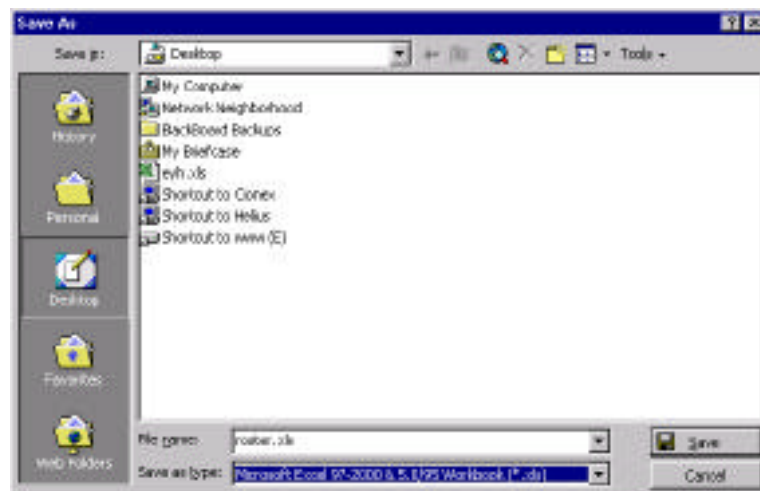 Save As
Save in: Desktop Tools
History
Personal
Desktop
Favorites
Web Folders
My Computer
Network Neighborhood
BackBoard Backups
My Briefcase
evh.xls
Shortcut to Cionex
Shortcut to Helius
Shortcut to www (E)
File name: roster.xls Save
Save as type: Microsoft Excel 97-2000 & 5.0/95 Workbook (*.xls) Cancel